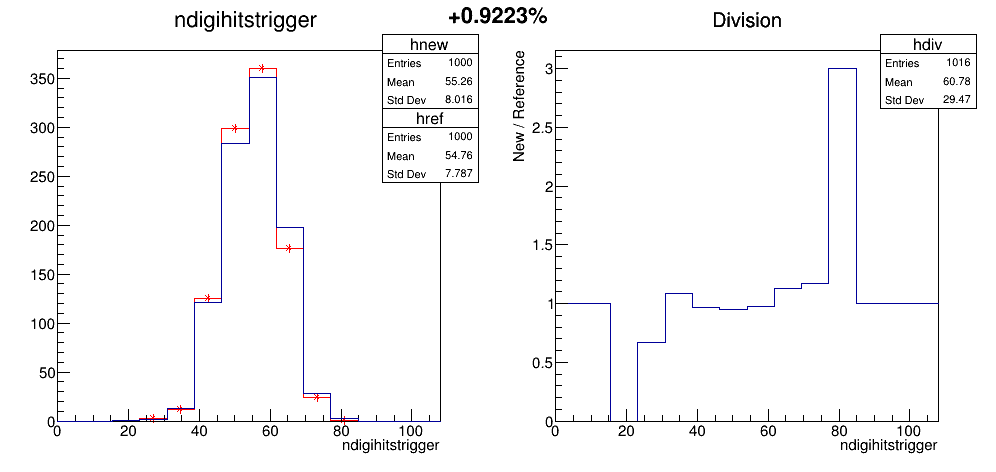 +0.9223%
ndigihitstrigger
hnew
Entries 1000
Mean 55.26
Std Dev 8.016
href
Entries 1000
Mean 54.76
Std Dev 7.787
350
300
250
200
150
100
50
0
0 20 40 60 80 100
ndigihitstrigger
Division
hdiv
Entries 1016
Mean 60.78
Std Dev 29.47
New / Reference
3
2.5
2
1.5
1
0.5
0
0 20 40 60 80 100
ndigihitstrigger